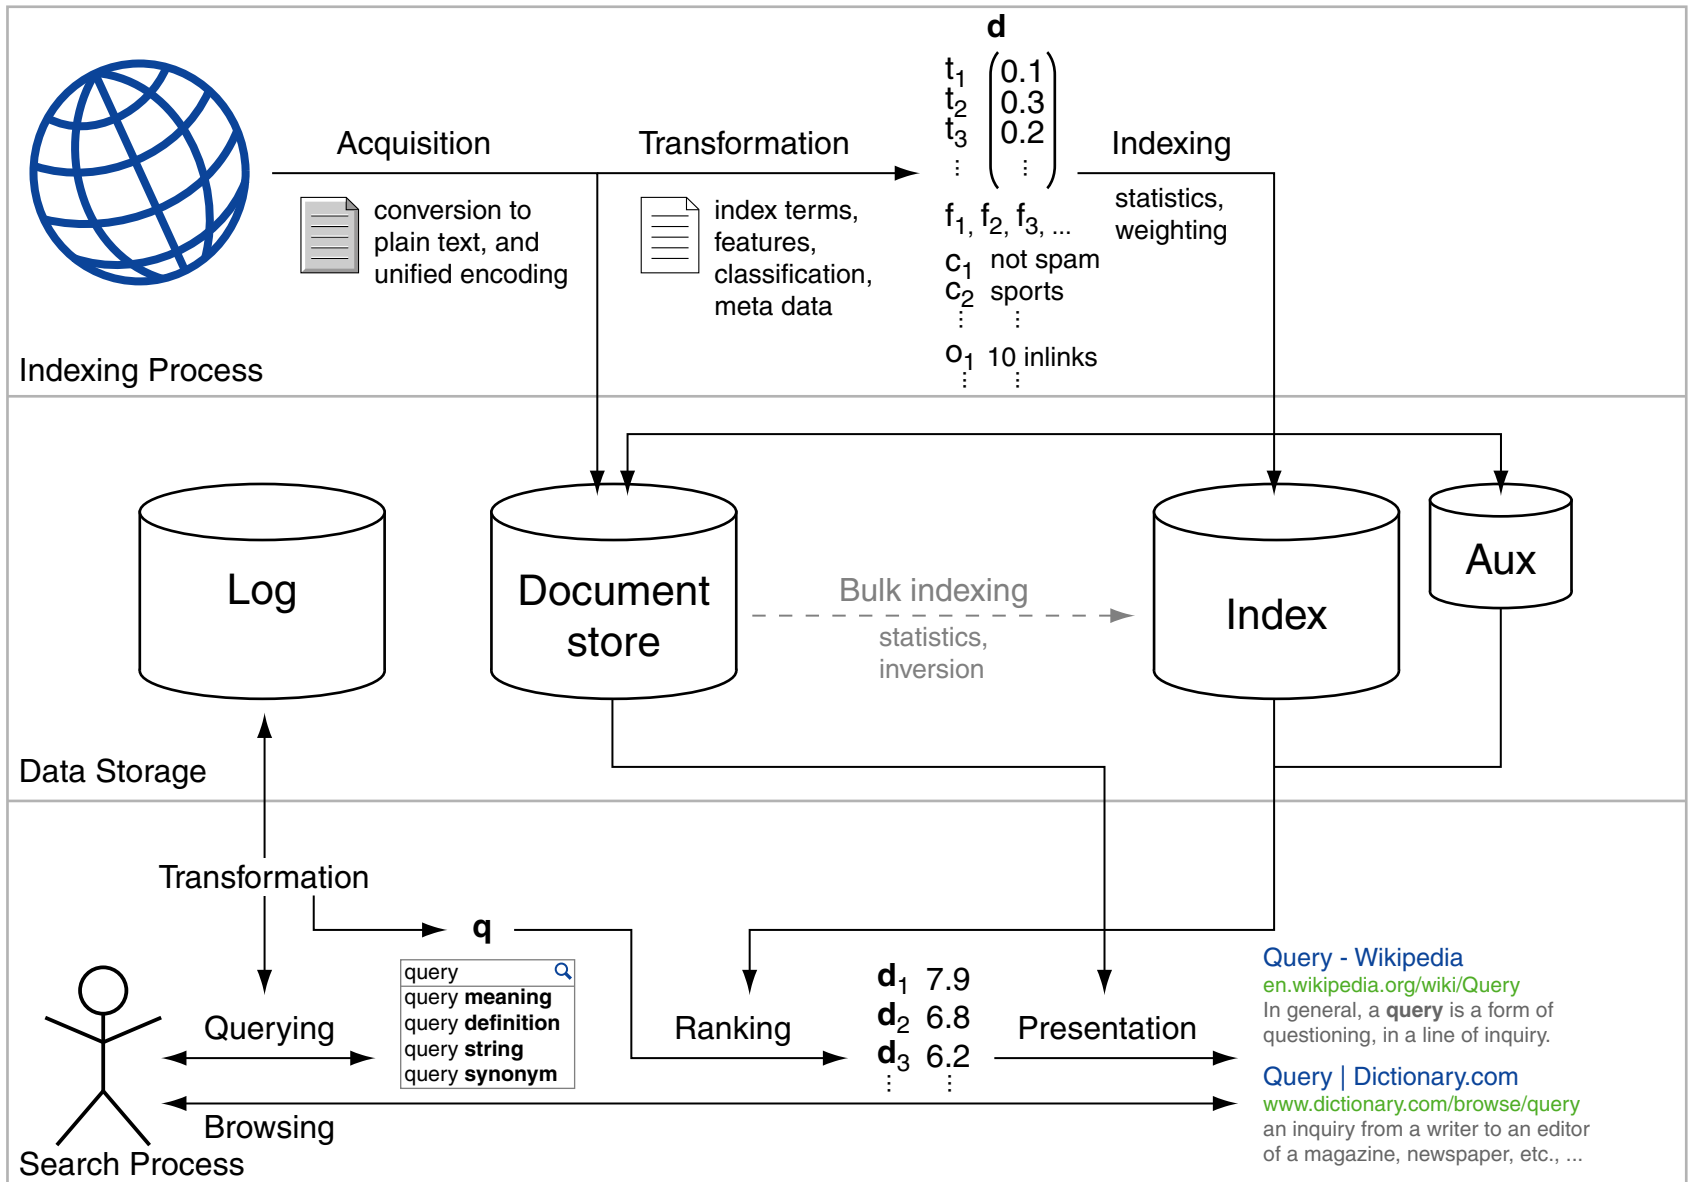 d
t1 0.1
t2 0.3
t3 0.2
⋮ ⋮
Acquisition
Transformation
Indexing
conversion to
plain text, and
unified encoding
index terms,
features,
classification,
meta data
statistics,
weighting
f1, f2, f3, ...
c1 not spam
c2 sports
⋮ ⋮
o1 10 inlinks
⋮ ⋮
Indexing Process
Log
Document
store
Bulk indexing
statistics,
inversion
Index
Aux
Data Storage
Transformation
q
query
query meaning
query definition
query string
query synonym
Querying
Ranking
d1 7.9
d2 6.8
d3 6.2
⋮ ⋮
Presentation
Query - Wikipedia
en.wikipedia.org/wiki/Query
In general, a query is a form of
questioning, in a line of inquiry.
Query | Dictionary.com
www.dictionary.com/browse/query
an inquiry from a writer to an editor
of a magazine, newspaper, etc., ...
Browsing
Search Process